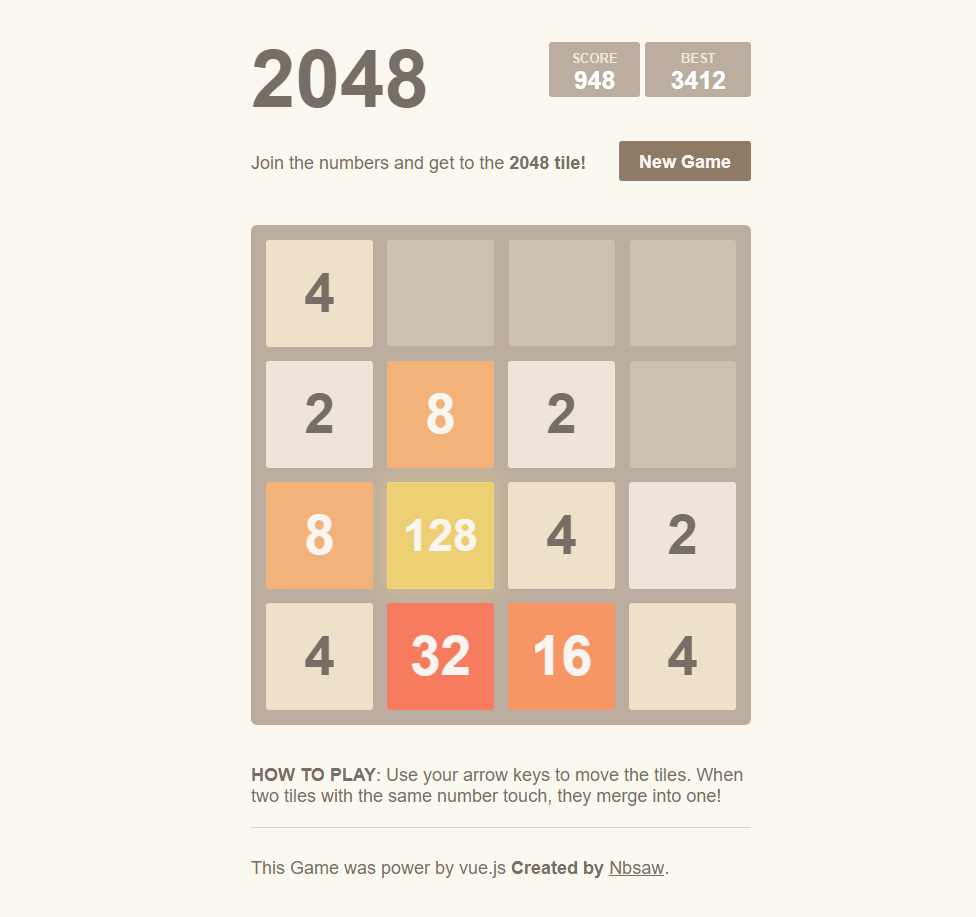 2048
SCORE
948
BEST
3412
Join the numbers and get to the 2048 tile!
New Game
4
2 8 2
8 128 4 2
4 32 16 4
HOW TO PLAY: Use your arrow keys to move the tiles. When
two tiles with the same number touch, they merge into one!
This Game was power by vue.js Created by Nbsaw.